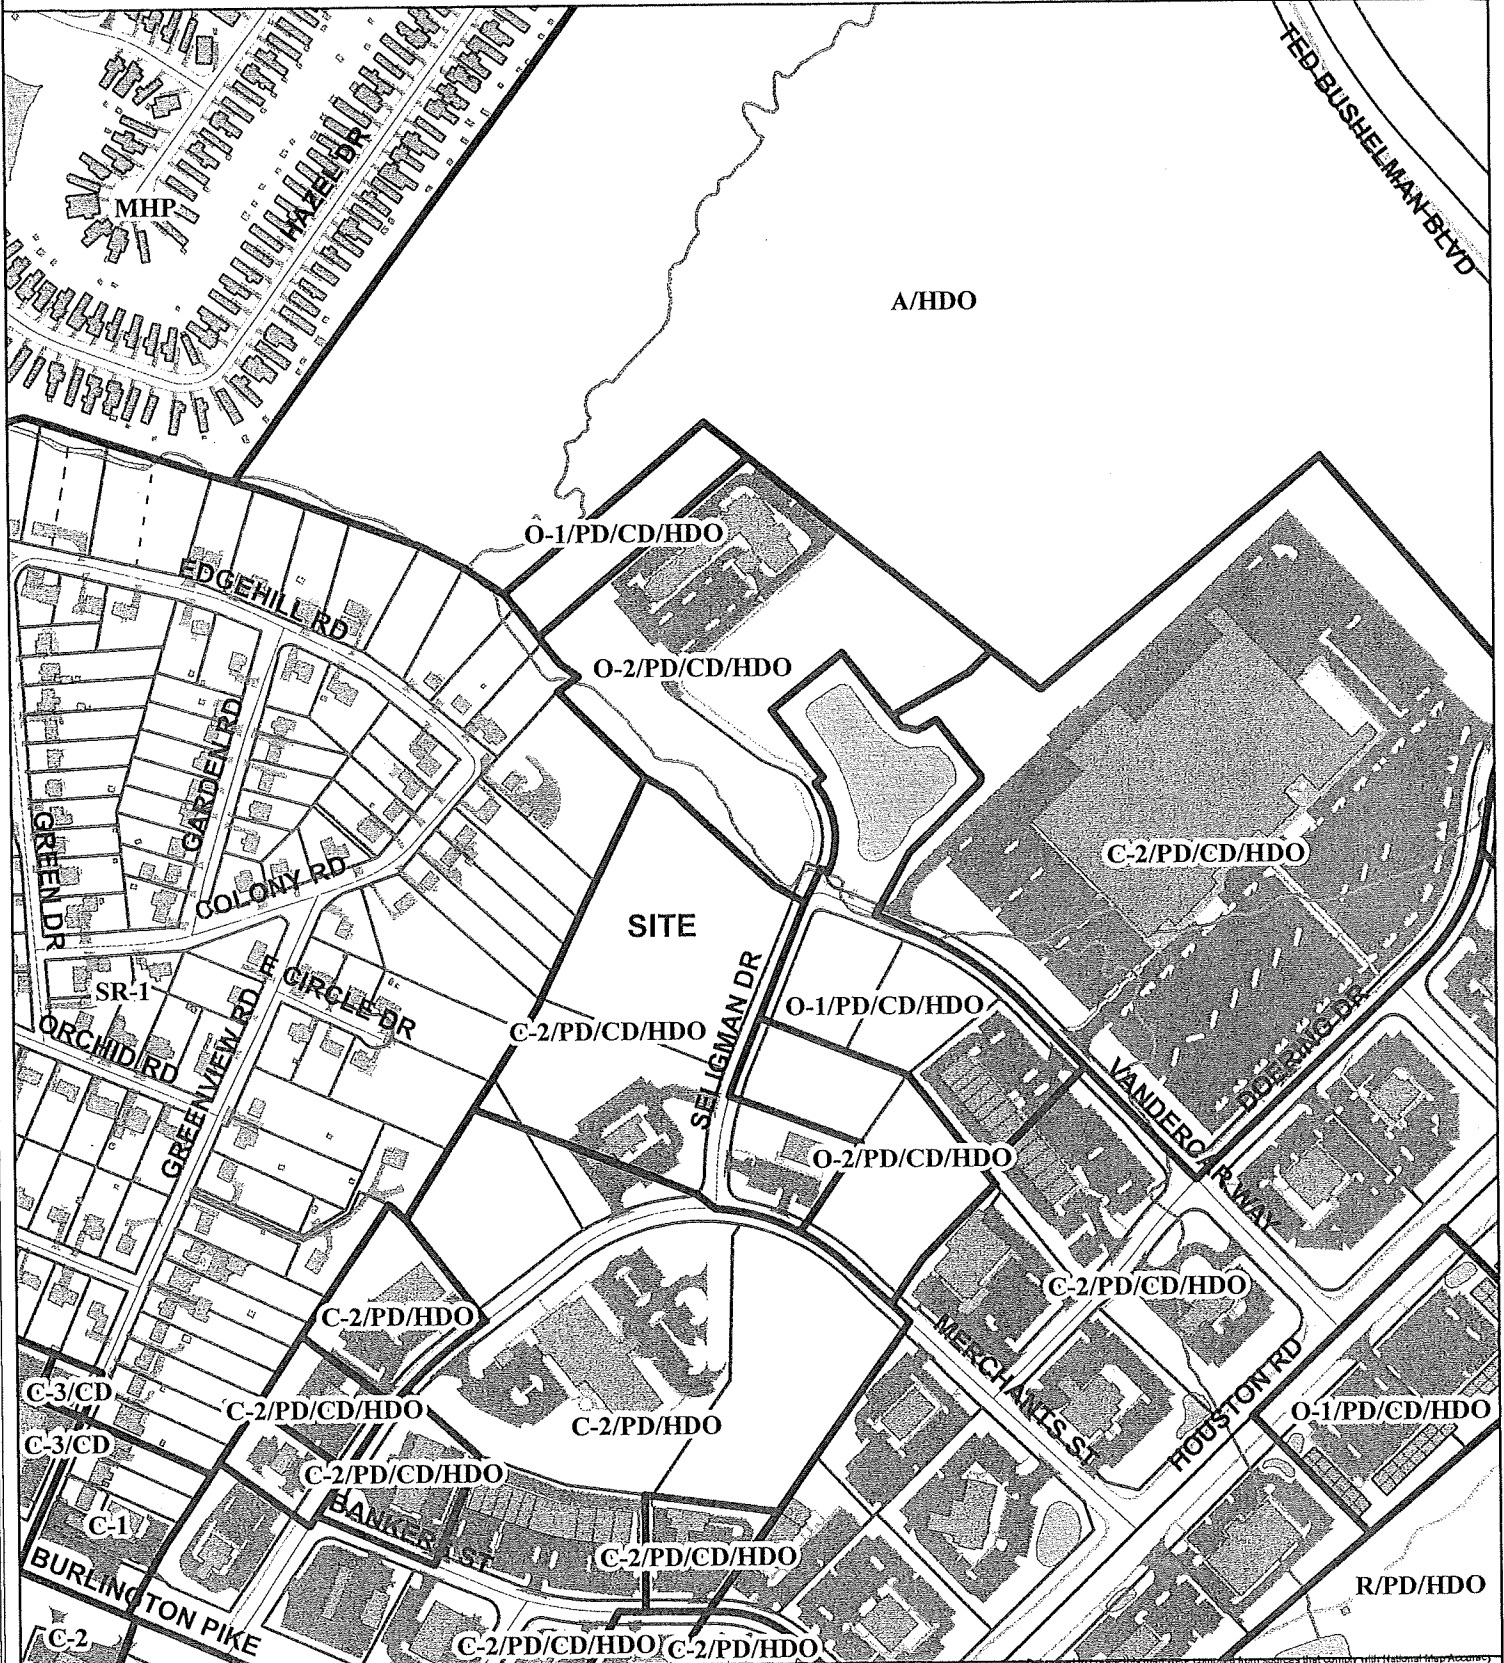 TED BUSHELMAN BLVD
HAZEL DR
MHP
A/HDO
O-1/PD/CD/HDO
EDGEHILL RD
O-2/PD/CD/HDO
GARDEN RD
GREEN DR
COLONY RD
C-2/PD/CD/HDO
SITE
E CIRCLE DR
SR-1
ORCHID RD
GREENVIEW RD
C-2/PD/CD/HDO
SELIGMAN DR
O-1/PD/CD/HDO
DOERING DR
VANDERCAR WAY
O-2/PD/CD/HDO
C-2/PD/CD/HDO
C-2/PD/HDO
MERCHANTS ST
HOUSTON RD
C-3/CD
C-2/PD/CD/HDO
C-2/PD/HDO
O-1/PD/CD/HDO
C-3/CD
C-2/PD/CD/HDO
BANKERS ST
C-1
C-2/PD/CD/HDO
BURLINGTON PIKE
R/PD/HDO
C-2
C-2/PD/CD/HDO
C-2/PD/HDO